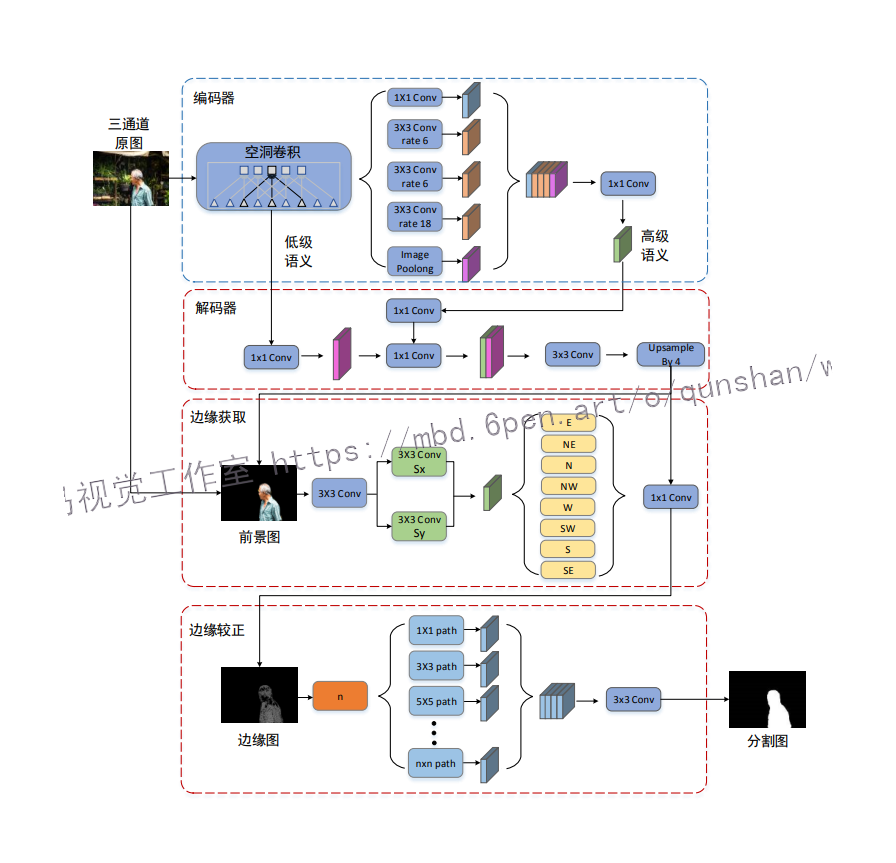 编码器
三通道
原图
空洞卷积
1X1 Conv
3X3 Conv
rate 6
3X3 Conv
rate 6
3X3 Conv
rate 18
Image
Poolong
1x1 Conv
低级
语义
高级
语义
解码器
1x1 Conv
1x1 Conv
1x1 Conv
3x3 Conv
Upsample
By 4
边缘获取
视觉工作室 https://mbd.6pen.art/o/qunshan/w
前景图
3X3 Conv
3X3 Conv
Sx
3X3 Conv
Sy
E
NE
N
NW
W
SW
S
SE
1x1 Conv
边缘较正
边缘图
n
1X1 path
3X3 path
5X5 path
nxn path
3x3 Conv
分割图